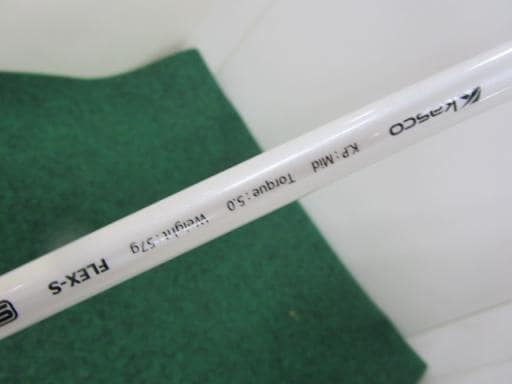 kasco
K.P:Mid Torque:5.0 Weight:57g
FLEX-S
S